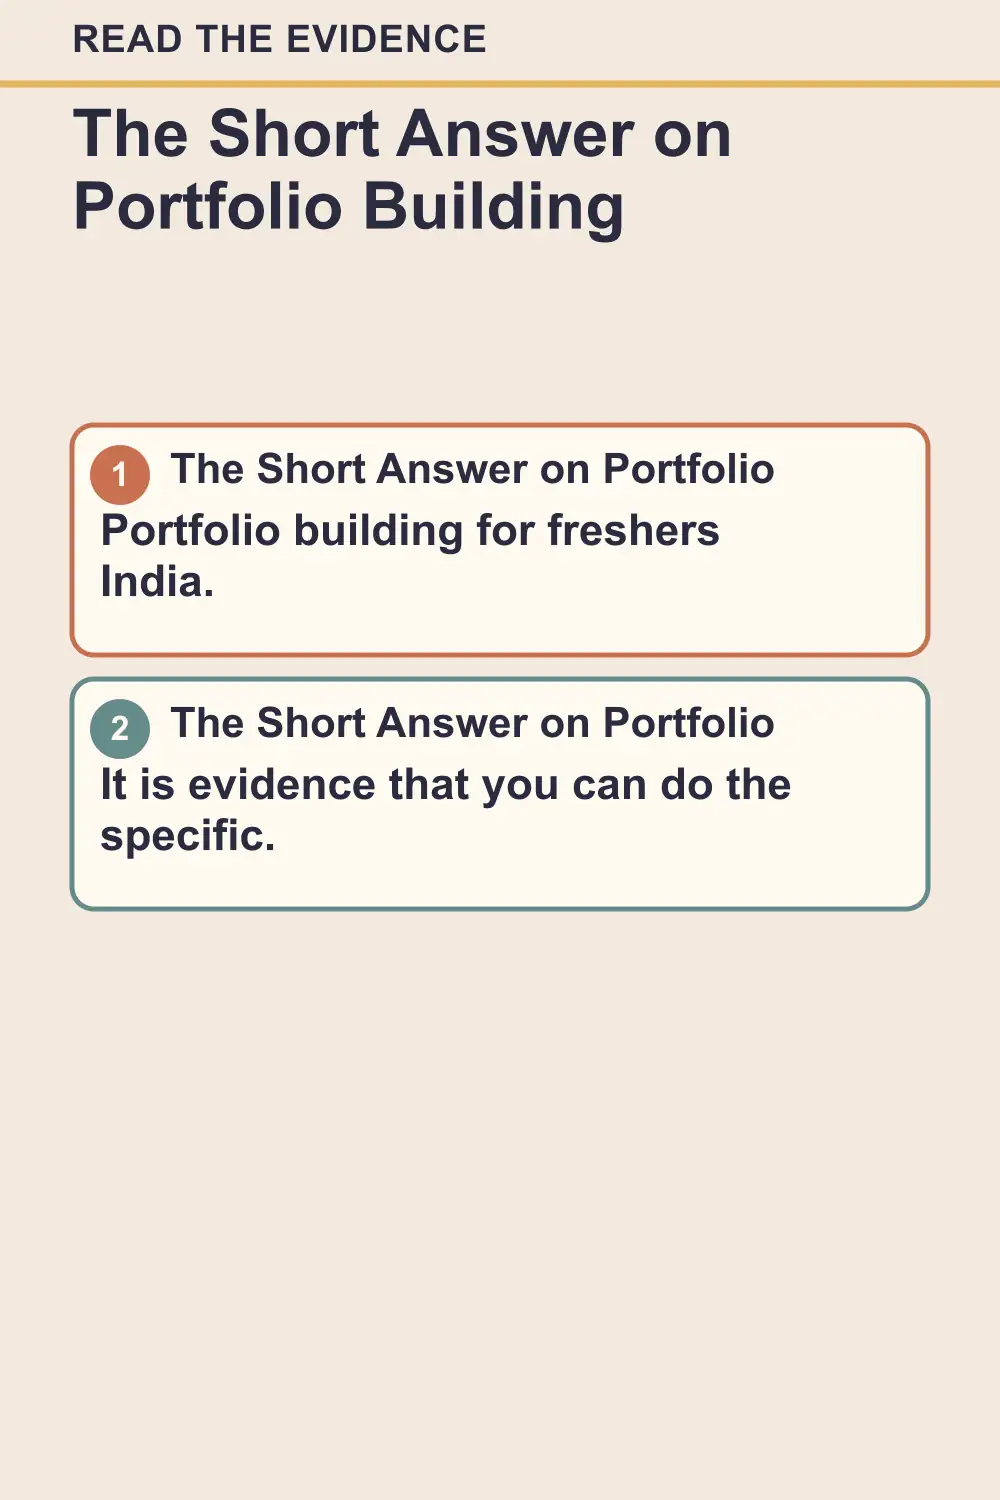 READ THE EVIDENCE
The Short Answer on
Portfolio Building
1 The Short Answer on Portfolio
Portfolio building for freshers
India.
2 The Short Answer on Portfolio
It is evidence that you can do the
specific.